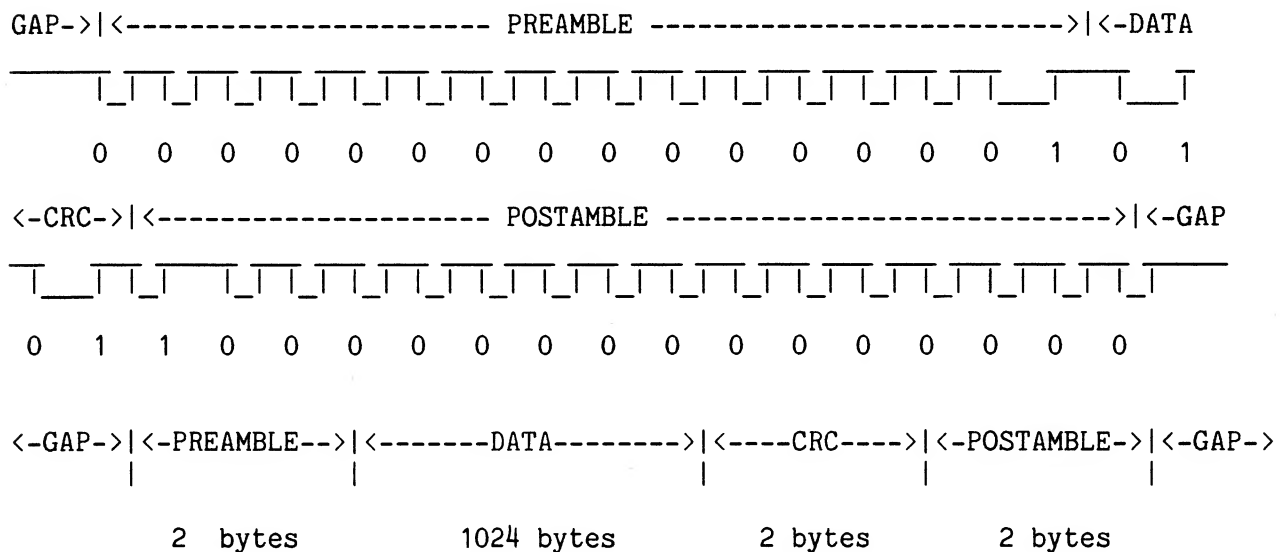 GAP->|<----------------------- PREAMBLE -------------------------->|<-DATA
0 0 0 0 0 0 0 0 0 0 0 0 0 0 0 1 0 1
<-CRC->|<--------------------- POSTAMBLE ---------------------------->|<-GAP
0 1 1 0 0 0 0 0 0 0 0 0 0 0 0 0 0 0
<-GAP->|<-PREAMBLE-->|<-------DATA-------->|<----CRC---->|<-POSTAMBLE->|<-GAP->
2 bytes 1024 bytes 2 bytes 2 bytes